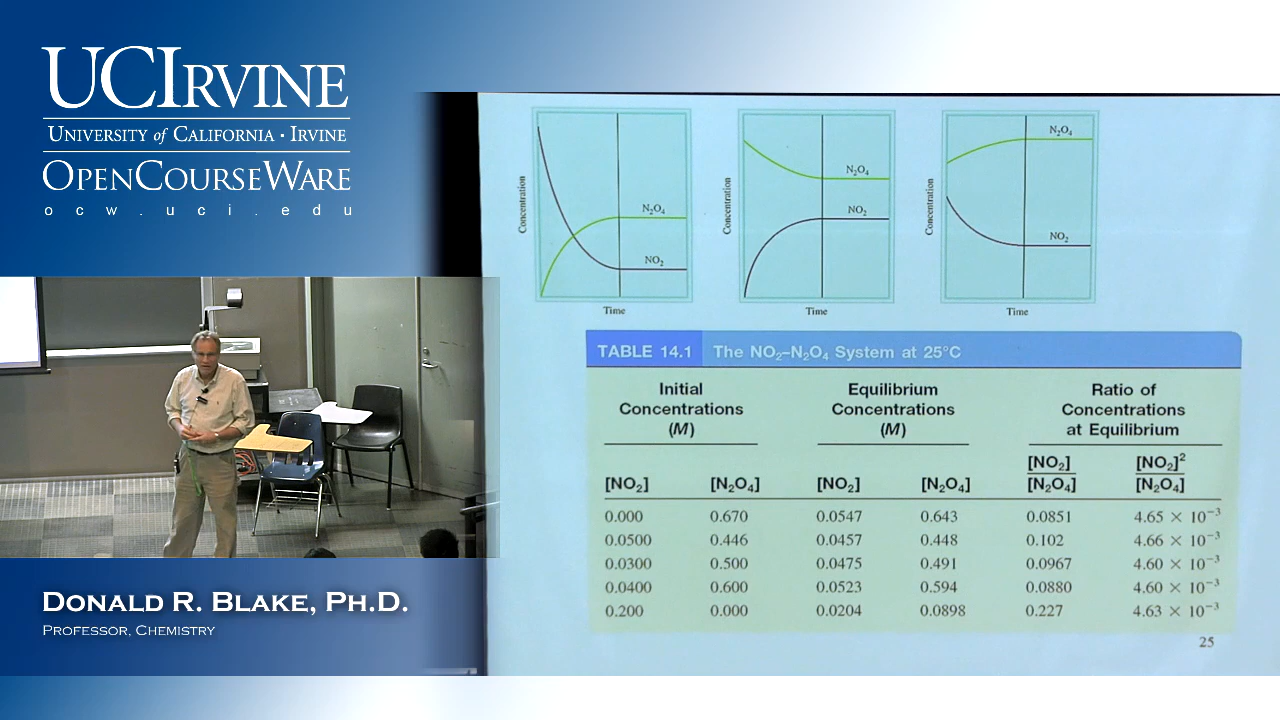 UCIRVINE
UNIVERSITY of CALIFORNIA · IRVINE
OPENCOURSEWARE
ocw.uci.edu
DONALD R. BLAKE, PH.D.
PROFESSOR, CHEMISTRY
Concentration
N₂O₄
NO₂
Time
Concentration
N₂O₄
NO₂
Time
Concentration
N₂O₄
NO₂
Time
TABLE 14.1 The NO₂–N₂O₄ System at 25°C
Initial Concentrations (M) Equilibrium Concentrations (M) Ratio of Concentrations at Equilibrium
[NO₂] [N₂O₄] [NO₂] [N₂O₄] [NO₂]/[N₂O₄] [NO₂]²/[N₂O₄]
0.000 0.670 0.0547 0.643 0.0851 4.65 × 10⁻³
0.0500 0.446 0.0457 0.448 0.102 4.66 × 10⁻³
0.0300 0.500 0.0475 0.491 0.0967 4.60 × 10⁻³
0.0400 0.600 0.0523 0.594 0.0880 4.60 × 10⁻³
0.200 0.000 0.0204 0.0898 0.227 4.63 × 10⁻³
25